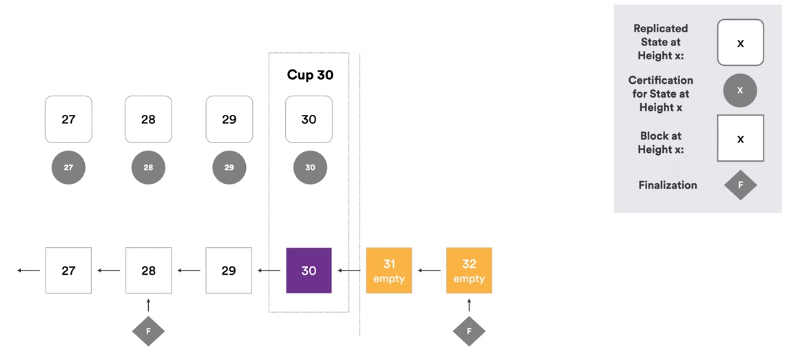 Cup 30
27 28 29 30
27 28 29 30
27 28 29 30 31 32
empty empty
F F
Replicated
State at
Height x:
X
Certification
for State at
Height x
X
Block at
Height x:
X
Finalization
F